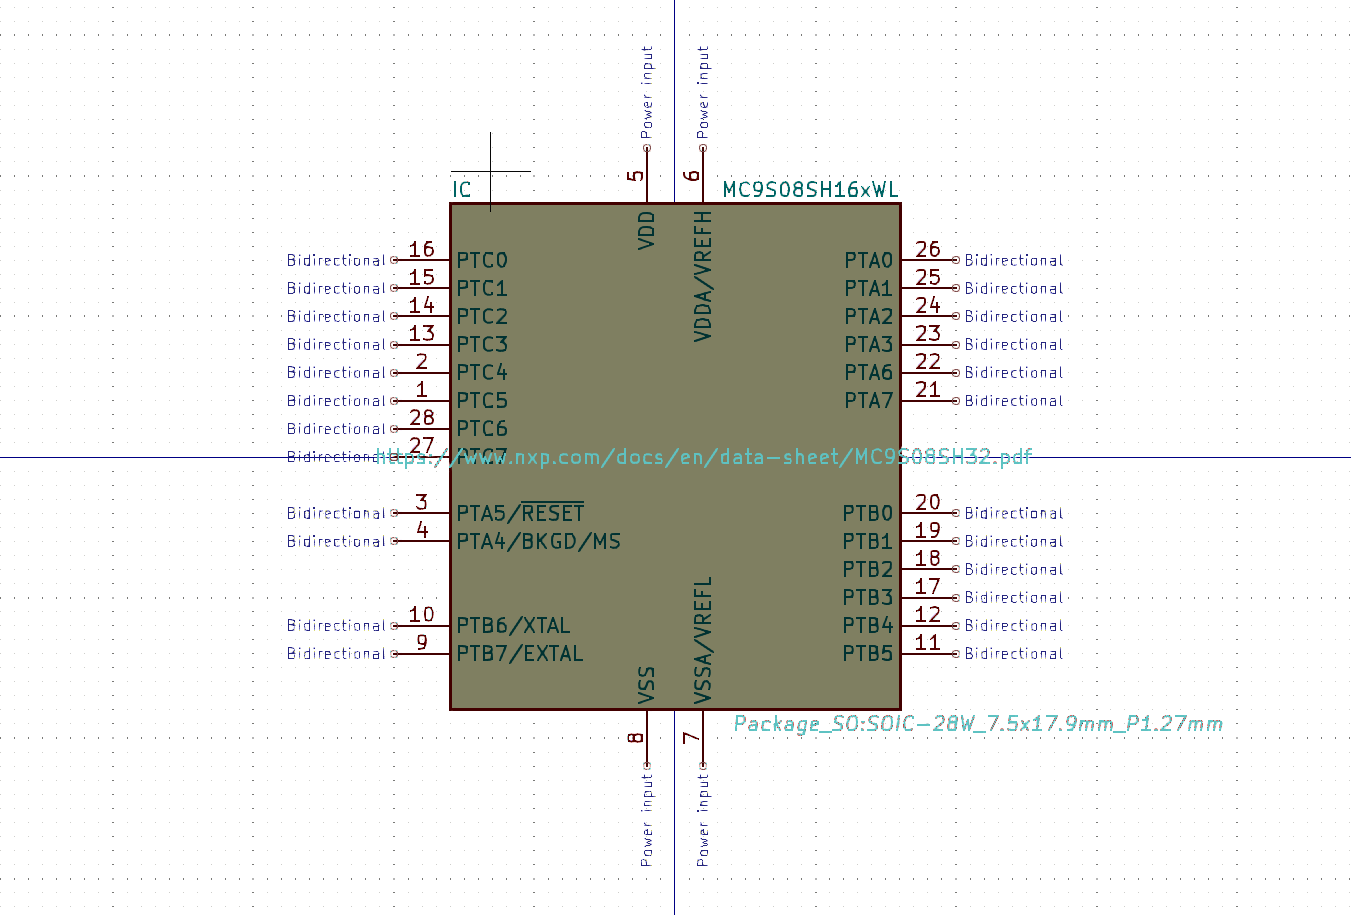 Power input
Power input
5
6
IC
MC9S08SH16xWL
VDD
VDDA/VREFH
Bidirectional 16 PTC0
Bidirectional 15 PTC1
Bidirectional 14 PTC2
Bidirectional 13 PTC3
Bidirectional 2 PTC4
Bidirectional 1 PTC5
Bidirectional 28 PTC6
Bidirectional 27 PTC7
PTA0 26 Bidirectional
PTA1 25 Bidirectional
PTA2 24 Bidirectional
PTA3 23 Bidirectional
PTA6 22 Bidirectional
PTA7 21 Bidirectional
https://www.nxp.com/docs/en/data-sheet/MC9S08SH32.pdf
Bidirectional 3 PTA5/RESET
Bidirectional 4 PTA4/BKGD/MS
Bidirectional 10 PTB6/XTAL
Bidirectional 9 PTB7/EXTAL
PTB0 20 Bidirectional
PTB1 19 Bidirectional
PTB2 18 Bidirectional
PTB3 17 Bidirectional
PTB4 12 Bidirectional
PTB5 11 Bidirectional
VSS
VSSA/VREFL
Package_SO:SOIC-28W_7.5x17.9mm_P1.27mm
8
7
Power input
Power input